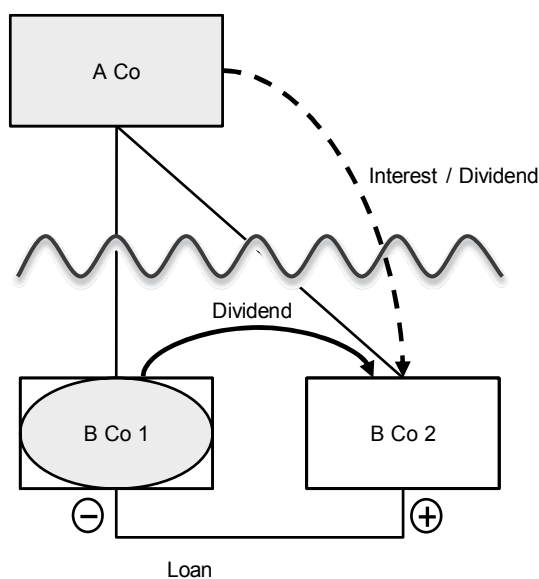 A Co
Interest / Dividend
Dividend
B Co 1
B Co 2
−
+
Loan